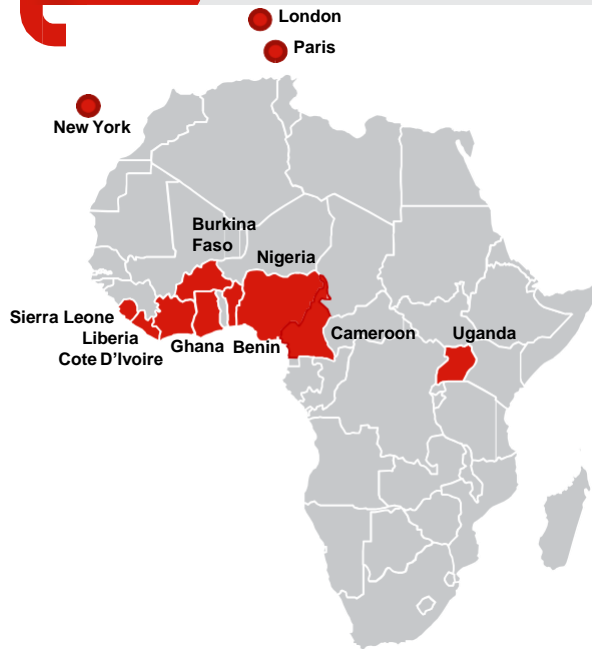 London
Paris
New York
Burkina
Faso
Nigeria
Sierra Leone
Liberia
Cote D’Ivoire
Ghana
Benin
Cameroon
Uganda